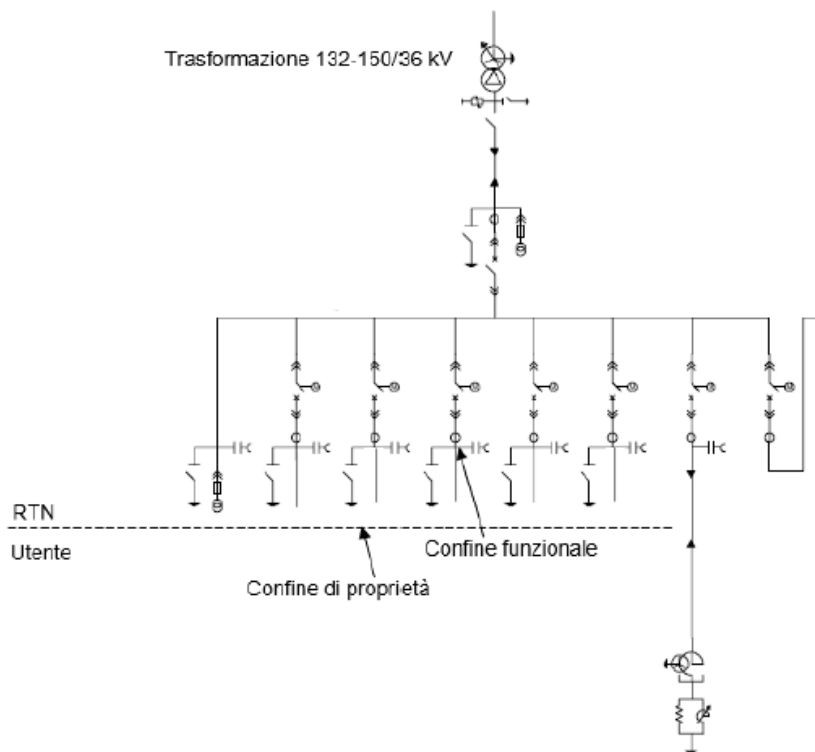 Trasformazione 132-150/36 kV
RTN
Utente
Confine funzionale
Confine di proprietà